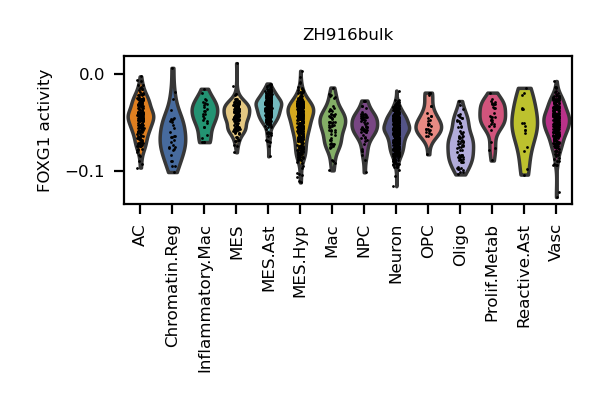 ZH916bulk
FOXG1 activity
0.0
−0.1
AC
Chromatin.Reg
Inflammatory.Mac
MES
MES.Ast
MES.Hyp
Mac
NPC
Neuron
OPC
Oligo
Prolif.Metab
Reactive.Ast
Vasc